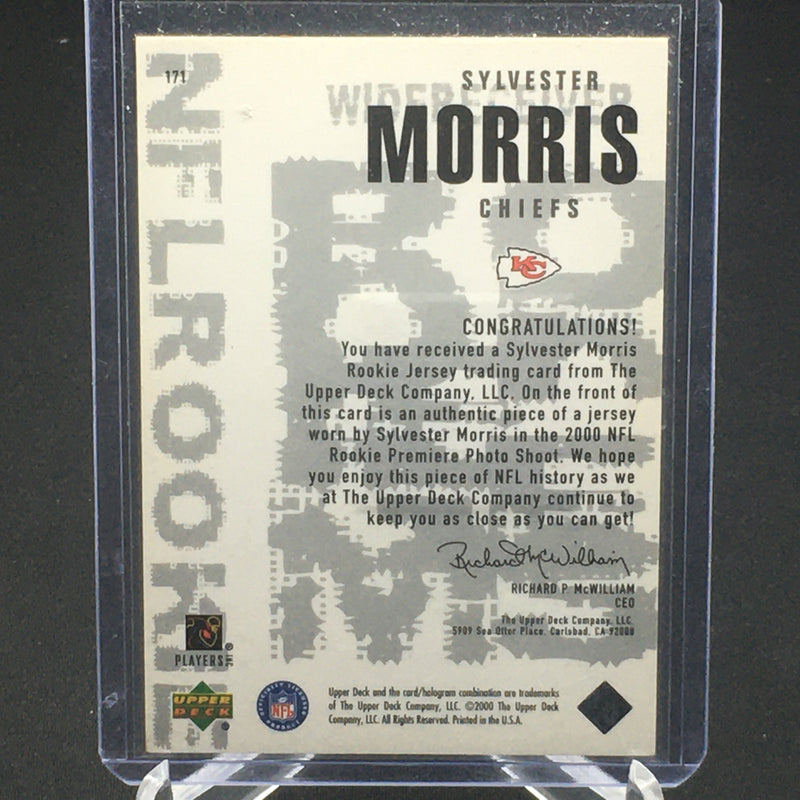 171
SYLVESTER
WIDE RECEIVER
MORRIS
CHIEFS
KC
CONGRATULATIONS!
You have received a Sylvester Morris
Rookie Jersey trading card from The
Upper Deck Company, LLC. On the front of
this card is an authentic piece of a jersey
worn by Sylvester Morris in the 2000 NFL
Rookie Premiere Photo Shoot. We hope
you enjoy this piece of NFL history as we
at The Upper Deck Company continue to
keep you as close as you can get!
Richard McWilliam
RICHARD P. McWILLIAM
CEO
The Upper Deck Company, LLC.
5909 Sea Otter Place, Carlsbad, CA 92008
NFL ROOKIE
PLAYERS INC
UPPER
DECK
OFFICIALLY LICENSED
NFL
PRODUCT
Upper Deck and the card/hologram combination are trademarks
of The Upper Deck Company, LLC. ©2000 The Upper Deck
Company, LLC. All Rights Reserved. Printed in the U.S.A.